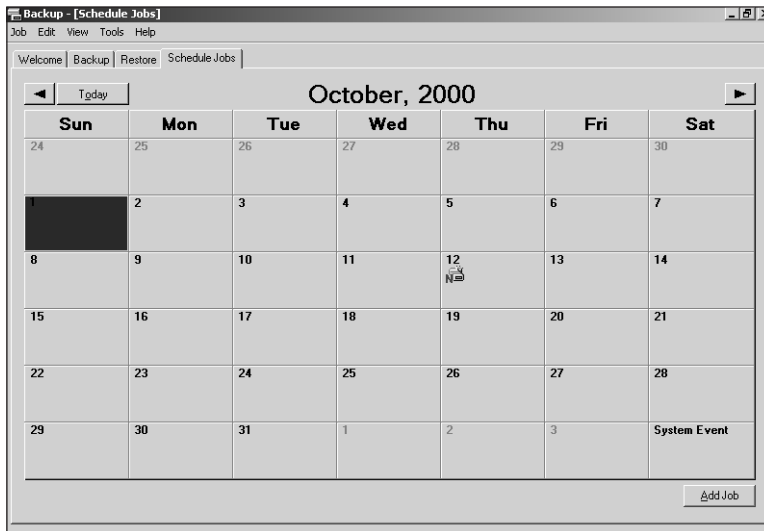 Backup - [Schedule Jobs]
Job Edit View Tools Help
Welcome Backup Restore Schedule Jobs
Today October, 2000
Sun Mon Tue Wed Thu Fri Sat
24 25 26 27 28 29 30
1 2 3 4 5 6 7
8 9 10 11 12 13 14
N
15 16 17 18 19 20 21
22 23 24 25 26 27 28
29 30 31 1 2 3 System Event
Add Job